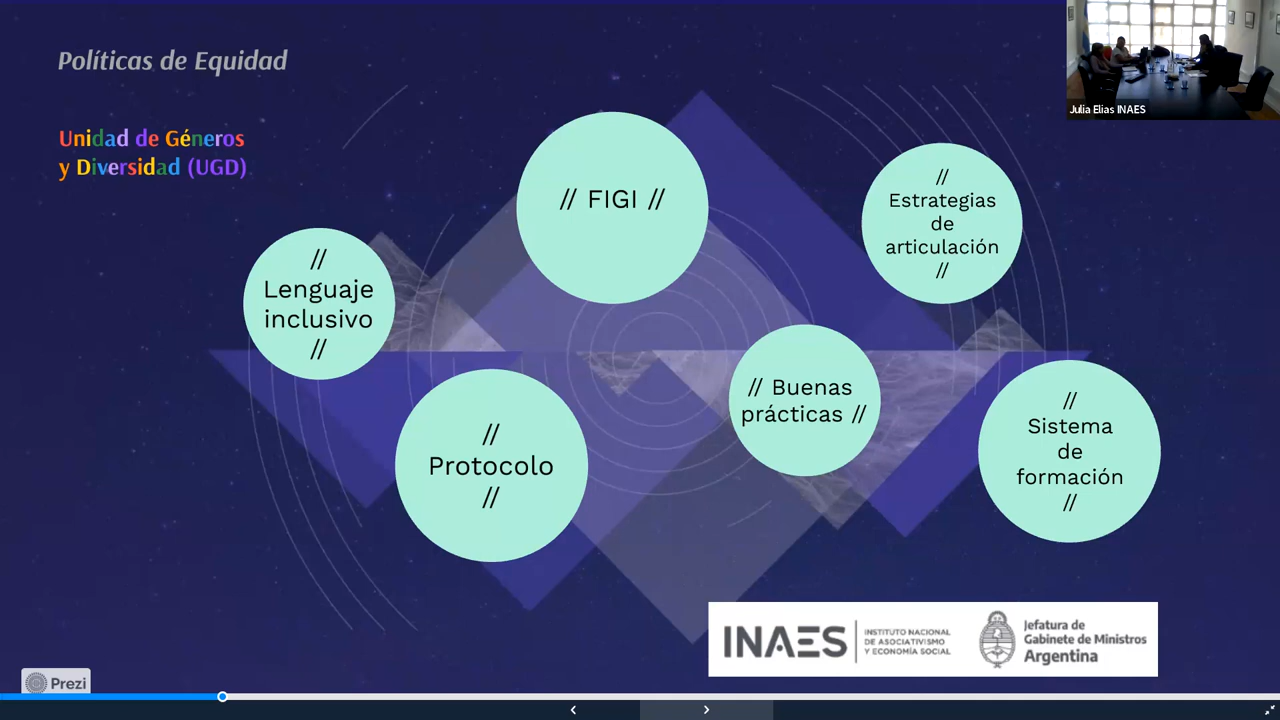 Políticas de Equidad
Unidad de Géneros
y Diversidad (UGD)
Julia Elias INAES
// FIGI //
//
Estrategias
de
articulación
//
//
Lenguaje
inclusivo
//
// Buenas
prácticas //
//
Protocolo
//
//
Sistema
de
formación
//
INAES
INSTITUTO NACIONAL
DE ASOCIATIVISMO
Y ECONOMÍA SOCIAL
Jefatura de
Gabinete de Ministros
Argentina
Prezi